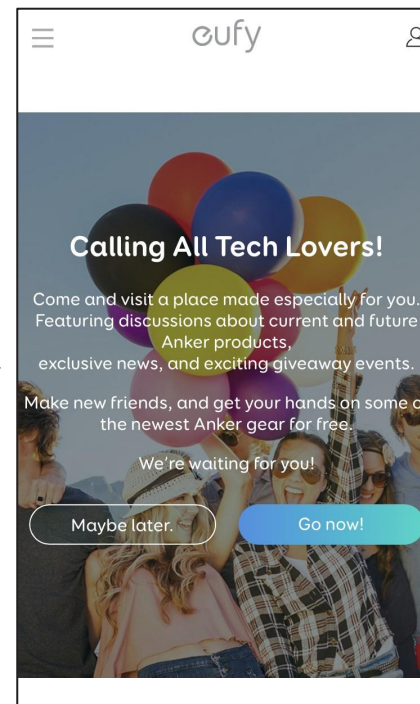 eufy
Calling All Tech Lovers!
Come and visit a place made especially for you.
Featuring discussions about current and future
Anker products,
exclusive news, and exciting giveaway events.
Make new friends, and get your hands on some o
the newest Anker gear for free.
We're waiting for you!
Maybe later.
Go now!